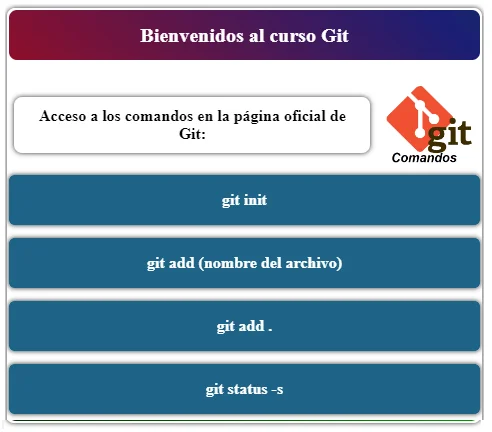 Bienvenidos al curso Git
Acceso a los comandos en la página oficial de
Git:
git
Comandos
git init
git add (nombre del archivo)
git add .
git status -s